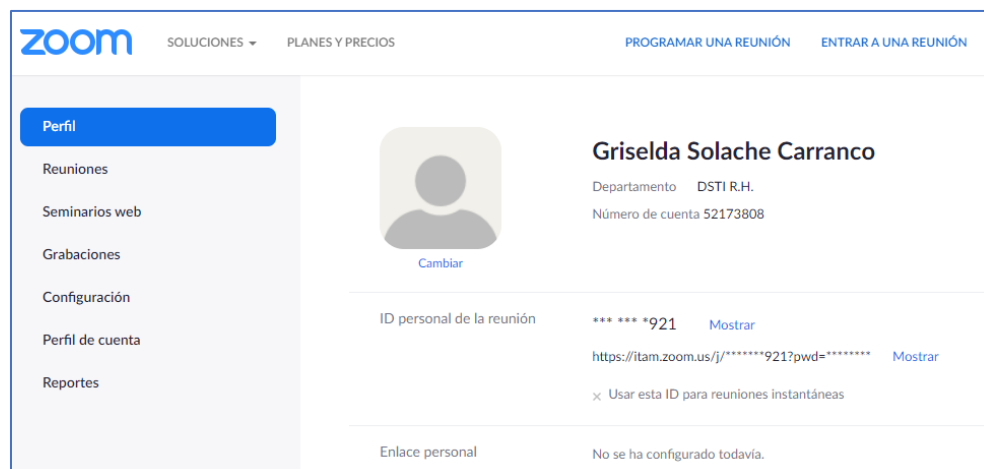 zoom SOLUCIONES PLANES Y PRECIOS PROGRAMAR UNA REUNIÓN ENTRAR A UNA REUNIÓN
Perfil
Reuniones
Seminarios web
Grabaciones
Configuración
Perfil de cuenta
Reportes
Cambiar
Griselda Solache Carranco
Departamento DSTI R.H.
Número de cuenta 52173808
ID personal de la reunión *** *** *921 Mostrar
https://itam.zoom.us/j/*******921?pwd=******** Mostrar
× Usar esta ID para reuniones instantáneas
Enlace personal No se ha configurado todavía.